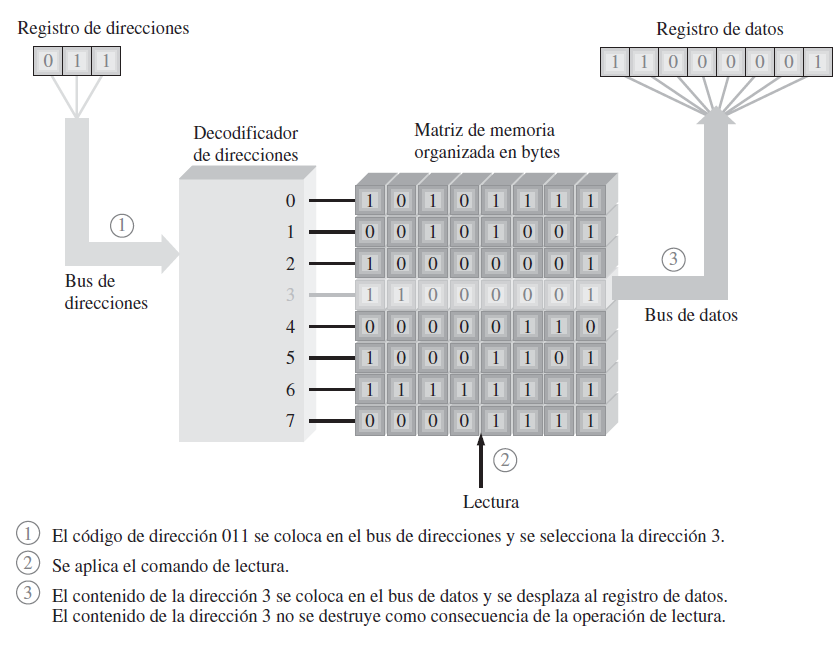 Registro de direcciones
0 1 1
Registro de datos
1 1 0 0 0 0 0 1
Decodificador
de direcciones
Matriz de memoria
organizada en bytes
0 1 0 1 0 1 1 1 1
1 0 0 1 0 1 0 0 1
2 1 0 0 0 0 0 0 1
3 1 1 0 0 0 0 0 1
4 0 0 0 0 0 1 1 0
5 1 0 0 0 1 1 0 1
6 1 1 1 1 1 1 1 1
7 0 0 0 0 1 1 1 1
1
Bus de
direcciones
3
Bus de datos
2
Lectura
1 El código de dirección 011 se coloca en el bus de direcciones y se selecciona la dirección 3.
2 Se aplica el comando de lectura.
3 El contenido de la dirección 3 se coloca en el bus de datos y se desplaza al registro de datos.
El contenido de la dirección 3 no se destruye como consecuencia de la operación de lectura.